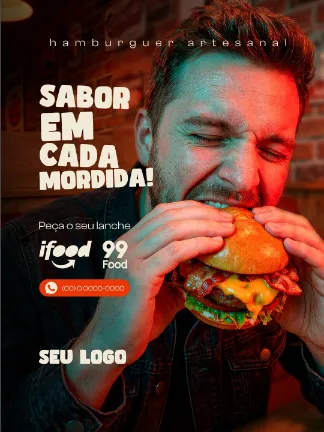 hamburguer artesanal
SABOR
EM
CADA
MORDIDA!
Peça o seu lanche
ifood 99
Food
(00) 0 0000-0000
SEU LOGO